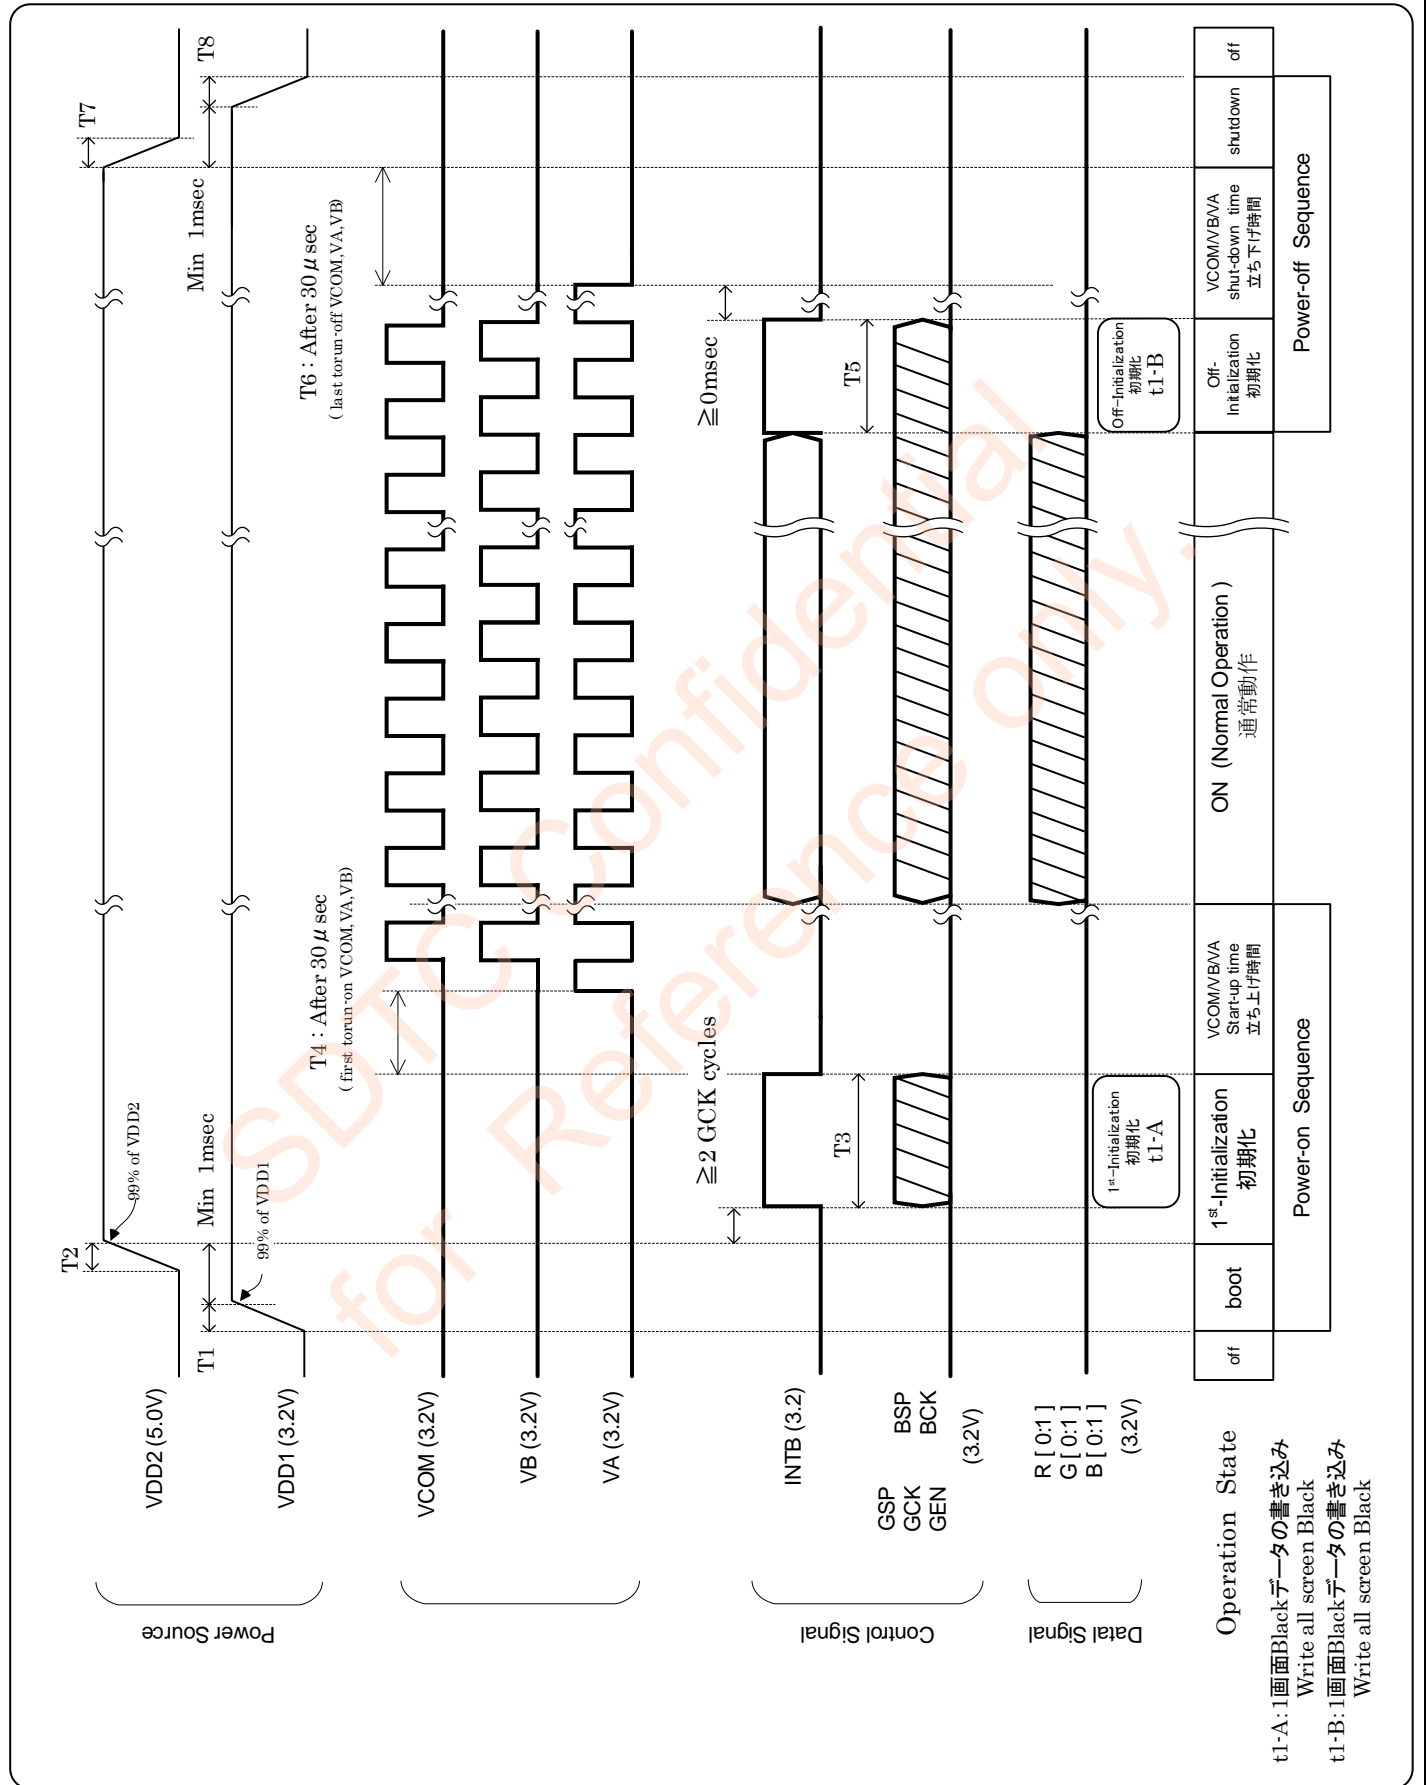 T7
T8
Min 1msec
T6 : After 30 μ sec
( last torun-off VCOM,VA,VB)
T4 : After 30 μ sec
( first torun-on VCOM, VA, VB)
99% of VDD2
T2
Min 1msec
99% of VDD1
T1
≧0msec
T5
≧2 GCK cycles
T3
Power Source
VDD2 (5.0V)
VDD1 (3.2V)
VCOM (3.2V)
VB (3.2V)
VA (3.2V)
Control Signal
INTB (3.2)
GSP
GCK
GEN
BSP
BCK
(3.2V)
Datal Signal
R [ 0:1 ]
G [ 0:1 ]
B [ 0:1 ]
(3.2V)
1st-Initialization
初期化
t1-A
Off-Initialization
初期化
t1-B
Operation State
off
boot
1st-Initialization
初期化
VCOM/VB/VA
Start-up time
立ち上げ時間
ON (Normal Operation )
通常動作
Off-
Initialization
初期化
VCOM/VB/VA
shut-down time
立ち下げ時間
shutdown
off
Power-on Sequence
Power-off Sequence
t1-A: 1画面Blackデータの書き込み
Write all screen Black
t1-B: 1画面Blackデータの書き込み
Write all screen Black
SDTC Confidential
for Reference only.